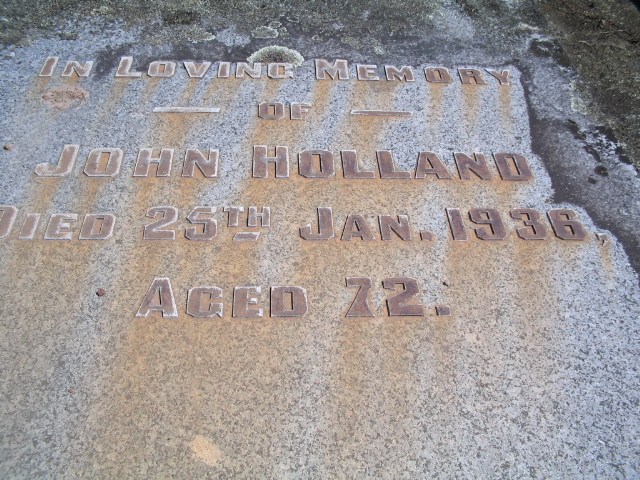 In Loving Memory
— of —
John Holland
Died 25th Jan. 1936,
Aged 72.